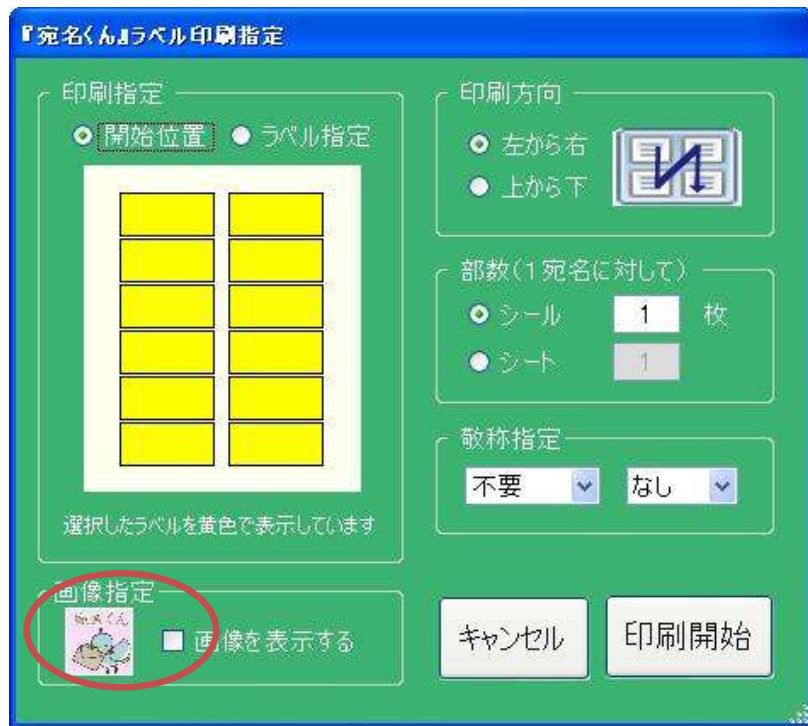 『宛名くん』ラベル印刷指定
印刷指定
開始位置 ラベル指定
選択したラベルを黄色で表示しています
画像指定
宛名くん
画像を表示する
印刷方向
左から右
上から下
部数(1宛名に対して)
シール 1 枚
シート 1
敬称指定
不要 なし
キャンセル 印刷開始